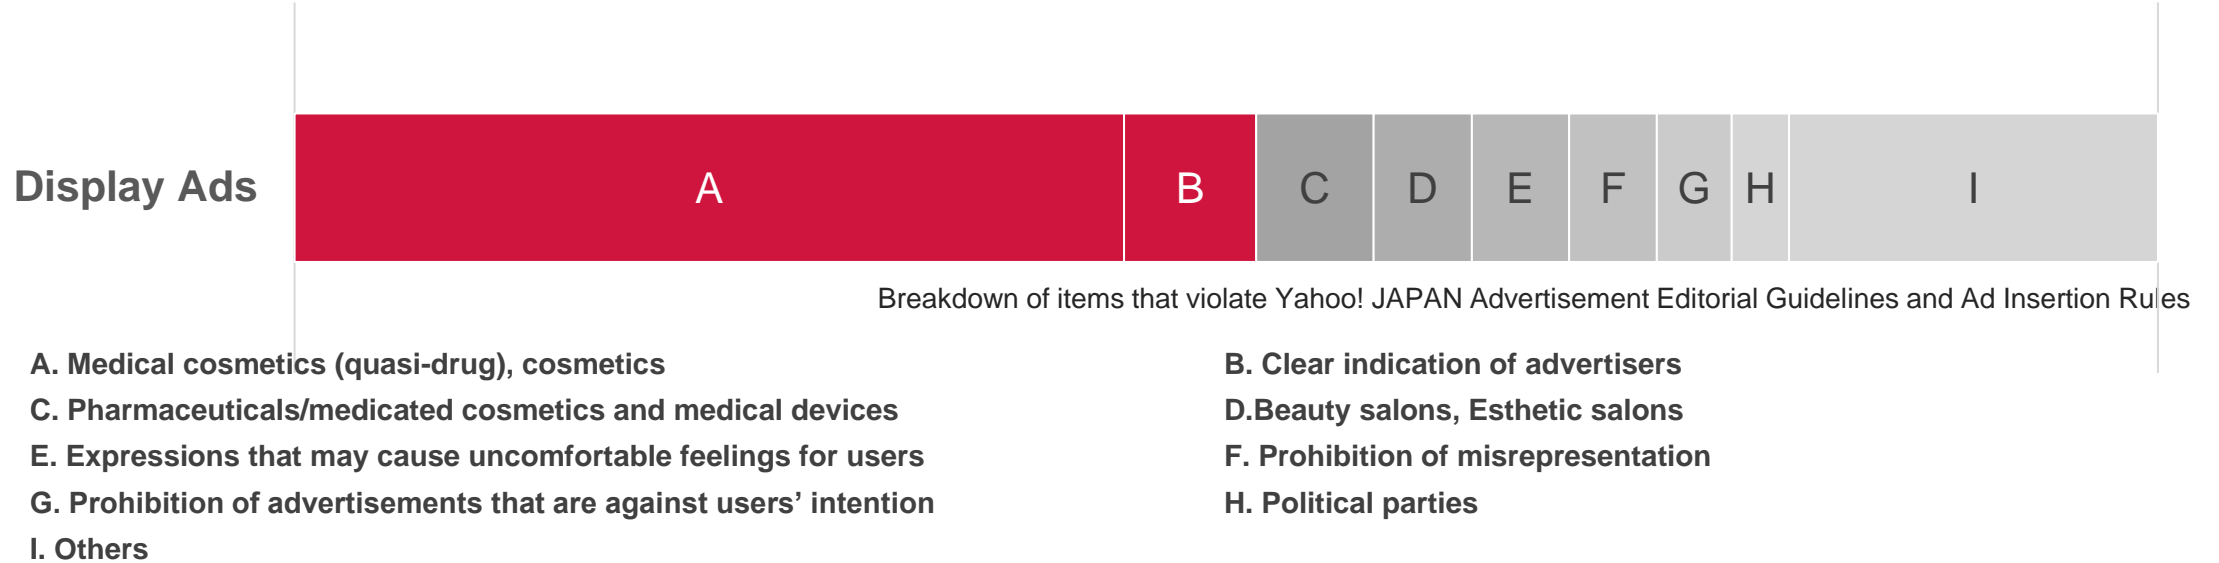 Display Ads
A B C D E F G H I
Breakdown of items that violate Yahoo! JAPAN Advertisement Editorial Guidelines and Ad Insertion Rules
A. Medical cosmetics (quasi-drug), cosmetics
B. Clear indication of advertisers
C. Pharmaceuticals/medicated cosmetics and medical devices
D.Beauty salons, Esthetic salons
E. Expressions that may cause uncomfortable feelings for users
F. Prohibition of misrepresentation
G. Prohibition of advertisements that are against users’ intention
H. Political parties
I. Others